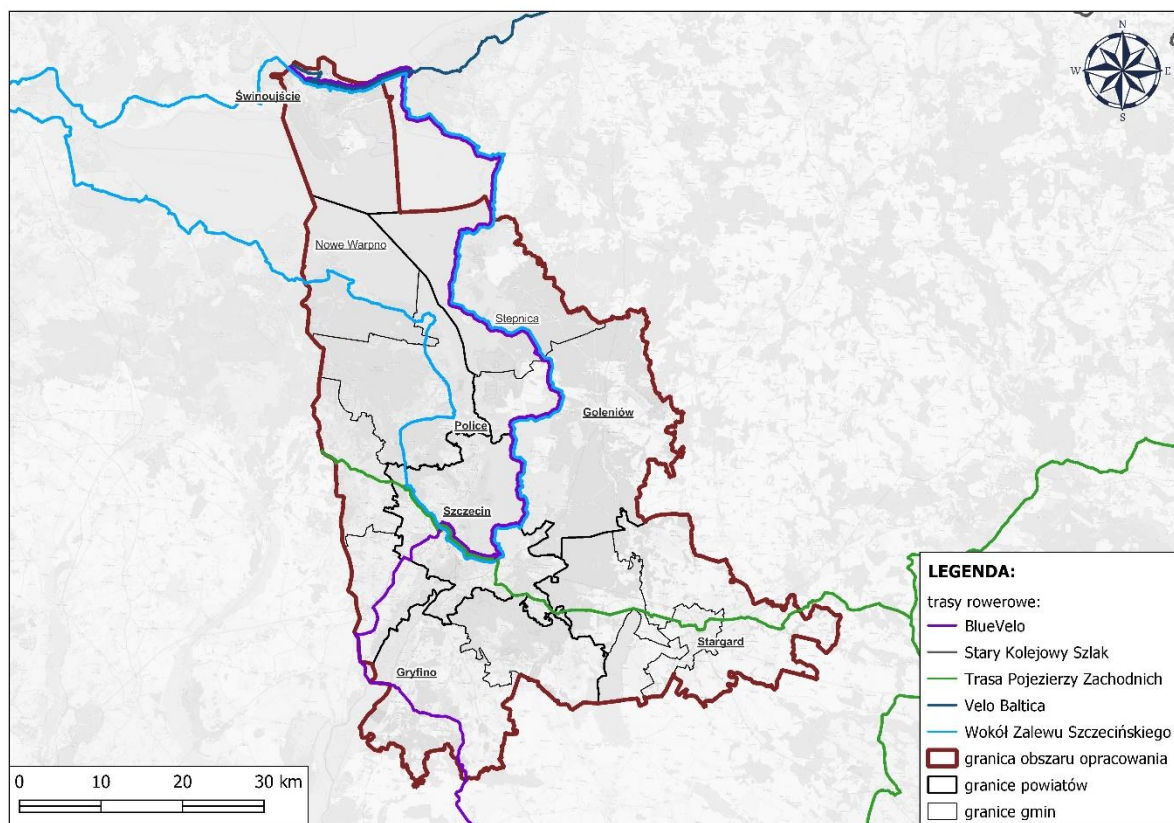 N
W E
S
Świnoujście
Nowe Warpno
Stepnica
Goleniów
Police
Szczecin
Stargard
Gryfino
LEGENDA:
trasy rowerowe:
BlueVelo
Stary Kolejowy Szlak
Trasa Pojezierzy Zachodnich
Velo Baltica
Wokół Zalewu Szczecińskiego
granica obszaru opracowania
granice powiatów
granice gmin
0 10 20 30 km